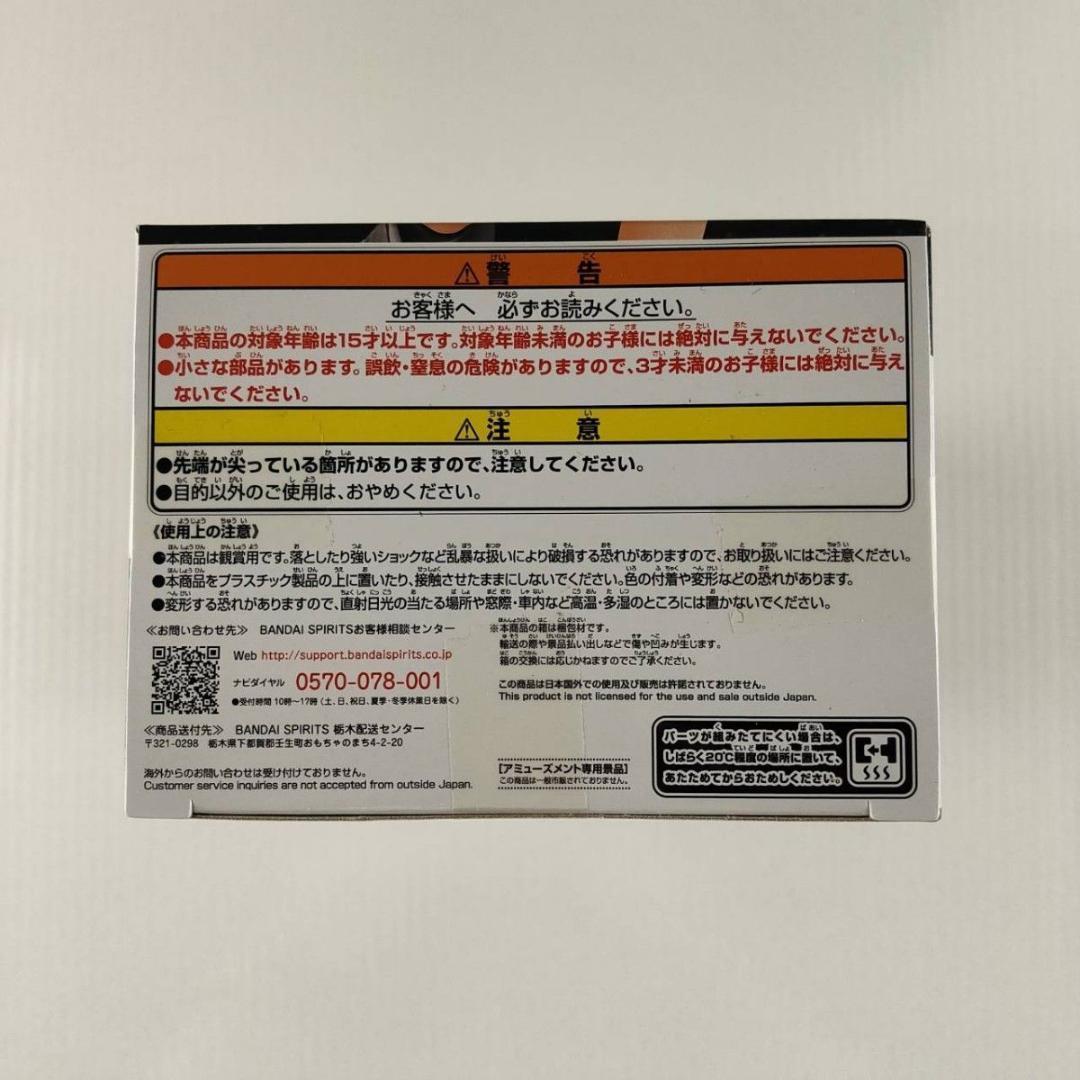 ⚠警告
お客様へ 必ずお読みください。
●本商品の対象年齢は15才以上です。対象年齢未満のお子様には絶対に与えないでください。
●小さな部品があります。誤飲・窒息の危険がありますので、3才未満のお子様には絶対に与え
ないでください。
⚠注意
●先端が尖っている箇所がありますので、注意してください。
●目的以外のご使用は、おやめください。
《使用上の注意》
●本商品は観賞用です。落としたり強いショックなど乱暴な扱いにより破損する恐れがありますので、お取り扱いにはご注意ください。
●本商品をプラスチック製品の上に置いたり、接触させたままにしないでください。色の付着や変形などの恐れがあります。
●変形する恐れがありますので、直射日光の当たる場所や窓際・車内など高温・多湿のところには置かないでください。
≪お問い合わせ先≫ BANDAI SPIRITSお客様相談センター
Web http://support.bandaispirits.co.jp
ナビダイヤル 0570-078-001
●受付時間 10時〜17時(土、日、祝日、夏季・冬季休業日を除く)
≪商品送付先≫ BANDAI SPIRITS 栃木配送センター
〒321-0298 栃木県下都賀郡壬生町おもちゃのまち4-2-20
海外からのお問い合わせは受け付けておりません。
Customer service inquiries are not accepted from outside Japan.
※本商品の箱は梱包材です。
輸送の際や景品払い出しなどで傷や凹みが生じます。
箱の交換には応じかねますのでご了承ください。
この商品は日本国外での使用及び販売は許諾されておりません。
This product is not licensed for the use and sale outside Japan.
[アミューズメント専用景品]
この商品は一般市販されておりません。
パーツが組みたてにくい場合は、
しばらく20℃程度の場所に置いて、
あたためてからおためしください。